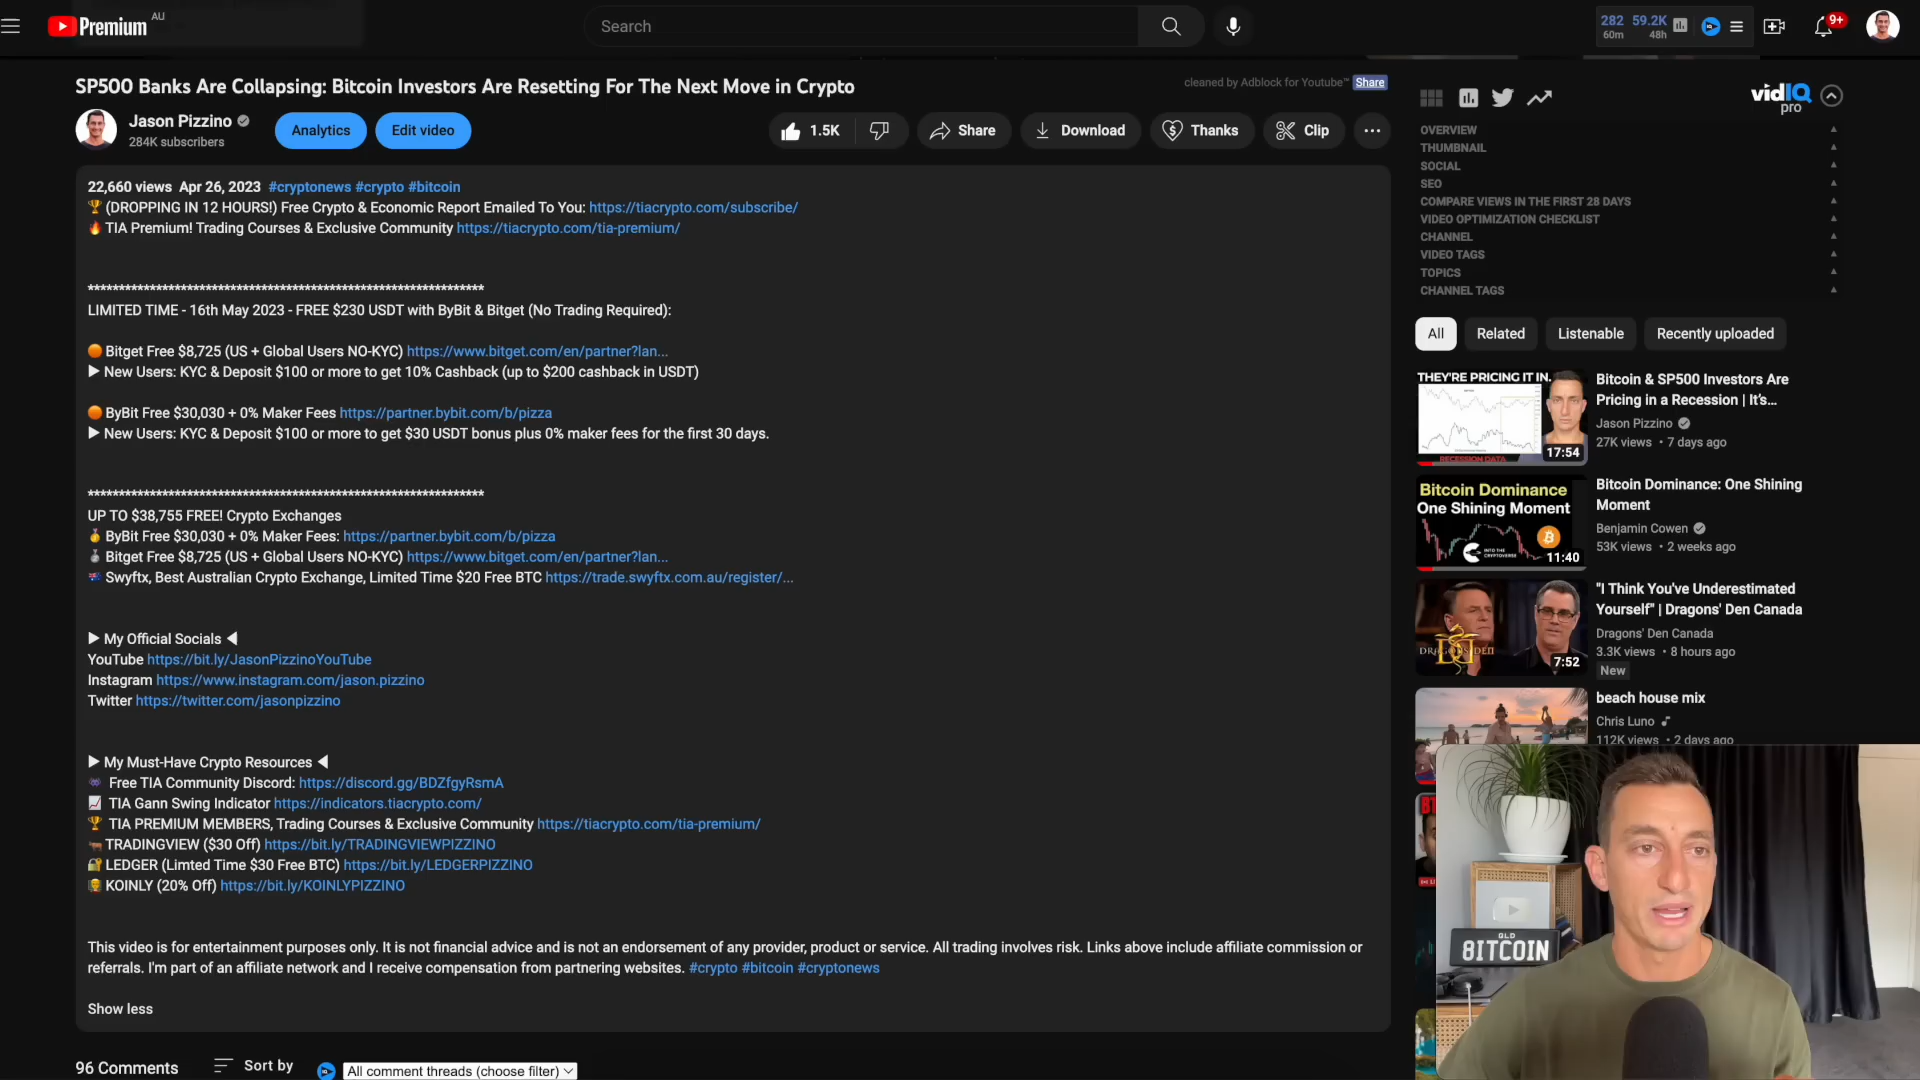 Premium AU
Search
282 59.2K
60m 48h
9+
SP500 Banks Are Collapsing: Bitcoin Investors Are Resetting For The Next Move in Crypto
cleaned by Adblock for Youtube™ Share
Jason Pizzino
284K subscribers
Analytics
Edit video
1.5K
Share
Download
Thanks
Clip
22,660 views Apr 26, 2023 #cryptonews #crypto #bitcoin
(DROPPING IN 12 HOURS!) Free Crypto & Economic Report Emailed To You: https://tiacrypto.com/subscribe/
TIA Premium! Trading Courses & Exclusive Community https://tiacrypto.com/tia-premium/
LIMITED TIME - 16th May 2023 - FREE $230 USDT with ByBit & Bitget (No Trading Required):
Bitget Free $8,725 (US + Global Users NO-KYC) https://www.bitget.com/en/partner?lan...
▶ New Users: KYC & Deposit $100 or more to get 10% Cashback (up to $200 cashback in USDT)
ByBit Free $30,030 + 0% Maker Fees https://partner.bybit.com/b/pizza
▶ New Users: KYC & Deposit $100 or more to get $30 USDT bonus plus 0% maker fees for the first 30 days.
UP TO $38,755 FREE! Crypto Exchanges
ByBit Free $30,030 + 0% Maker Fees: https://partner.bybit.com/b/pizza
Bitget Free $8,725 (US + Global Users NO-KYC) https://www.bitget.com/en/partner?lan...
Swyftx, Best Australian Crypto Exchange, Limited Time $20 Free BTC https://trade.swyftx.com.au/register/...
▶ My Official Socials ◀
YouTube https://bit.ly/JasonPizzinoYouTube
Instagram https://www.instagram.com/jason.pizzino
Twitter https://twitter.com/jasonpizzino
▶ My Must-Have Crypto Resources ◀
Free TIA Community Discord: https://discord.gg/BDZfgyRsmA
TIA Gann Swing Indicator https://indicators.tiacrypto.com/
TIA PREMIUM MEMBERS, Trading Courses & Exclusive Community https://tiacrypto.com/tia-premium/
TRADINGVIEW ($30 Off) https://bit.ly/TRADINGVIEWPIZZINO
LEDGER (Limted Time $30 Free BTC) https://bit.ly/LEDGERPIZZINO
KOINLY (20% Off) https://bit.ly/KOINLYPIZZINO
This video is for entertainment purposes only. It is not financial advice and is not an endorsement of any provider, product or service. All trading involves risk. Links above include affiliate commission or
referrals. I'm part of an affiliate network and I receive compensation from partnering websites. #crypto #bitcoin #cryptonews
Show less
96 Comments
Sort by
All comment threads (choose filter)
vidIQ
pro
OVERVIEW
THUMBNAIL
SOCIAL
SEO
COMPARE VIEWS IN THE FIRST 28 DAYS
VIDEO OPTIMIZATION CHECKLIST
CHANNEL
VIDEO TAGS
TOPICS
CHANNEL TAGS
All
Related
Listenable
Recently uploaded
THEY'RE PRICING IT IN.
RECESSION DATA
17:54
Bitcoin & SP500 Investors Are
Pricing in a Recession | It's...
Jason Pizzino
27K views • 7 days ago
Bitcoin Dominance
One Shining Moment
INTO THE
CRYPTOVERSE
11:40
Bitcoin Dominance: One Shining
Moment
Benjamin Cowen
53K views • 2 weeks ago
DRAGONS' DEN
7:52
"I Think You've Underestimated
Yourself" | Dragons' Den Canada
Dragons' Den Canada
3.3K views • 8 hours ago
New
beach house mix
Chris Luno
112K views • 2 days ago
QLD
8ITCOIN